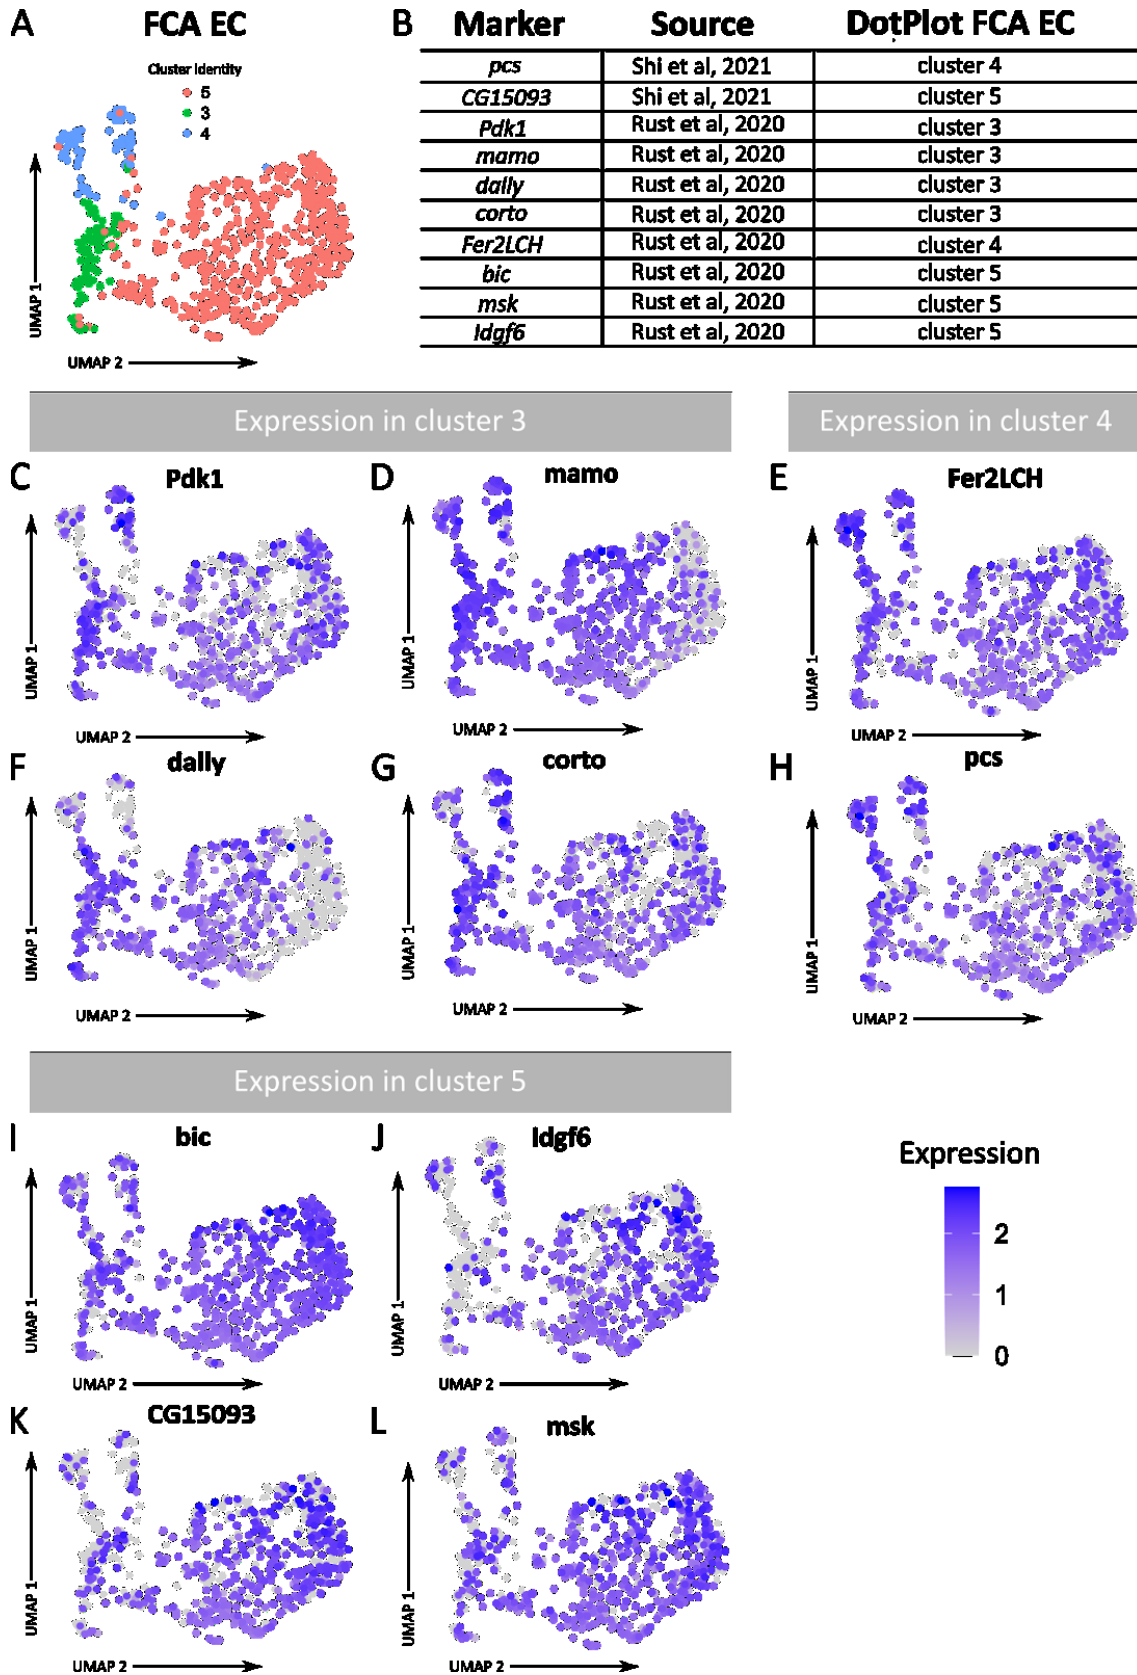 A FCA EC
Cluster Identity
5
3
4
UMAP 1
UMAP 2
B Marker Source DotPlot FCA EC
pcs Shi et al, 2021 cluster 4
CG15093 Shi et al, 2021 cluster 5
Pdk1 Rust et al, 2020 cluster 3
mamo Rust et al, 2020 cluster 3
dally Rust et al, 2020 cluster 3
corto Rust et al, 2020 cluster 3
Fer2LCH Rust et al, 2020 cluster 4
bic Rust et al, 2020 cluster 5
msk Rust et al, 2020 cluster 5
Idgf6 Rust et al, 2020 cluster 5
Expression in cluster 3
Expression in cluster 4
C Pdk1
UMAP 1
UMAP 2
D mamo
UMAP 1
UMAP 2
E Fer2LCH
UMAP 1
UMAP 2
F dally
UMAP 1
UMAP 2
G corto
UMAP 1
UMAP 2
H pcs
UMAP 1
UMAP 2
Expression in cluster 5
I bic
UMAP 1
UMAP 2
J Idgf6
UMAP 1
UMAP 2
Expression
2
1
0
K CG15093
UMAP 1
UMAP 2
L msk
UMAP 1
UMAP 2